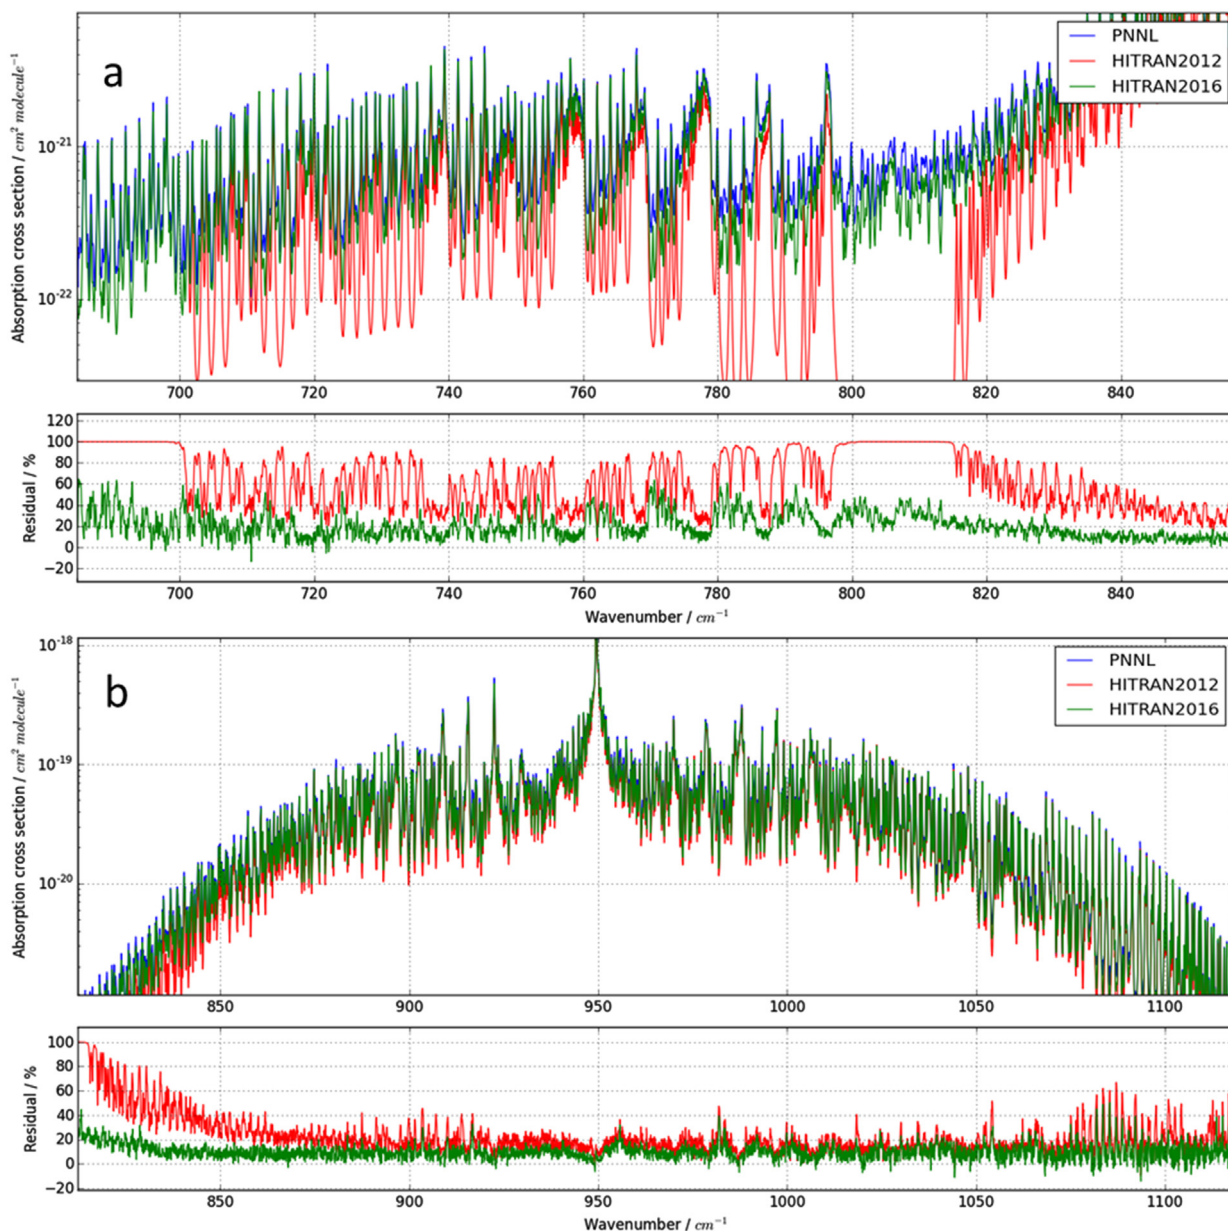 a
PNNL
HITRAN2012
HITRAN2016
Absorption cross section / cm² molecule⁻¹
10⁻²¹
10⁻²²
700 720 740 760 780 800 820 840
Residual / %
120
100
80
60
40
20
0
−20
700 720 740 760 780 800 820 840
Wavenumber / cm⁻¹
b
PNNL
HITRAN2012
HITRAN2016
Absorption cross section / cm² molecule⁻¹
10⁻¹⁸
10⁻¹⁹
10⁻²⁰
850 900 950 1000 1050 1100
Residual / %
100
80
60
40
20
0
−20
850 900 950 1000 1050 1100
Wavenumber / cm⁻¹